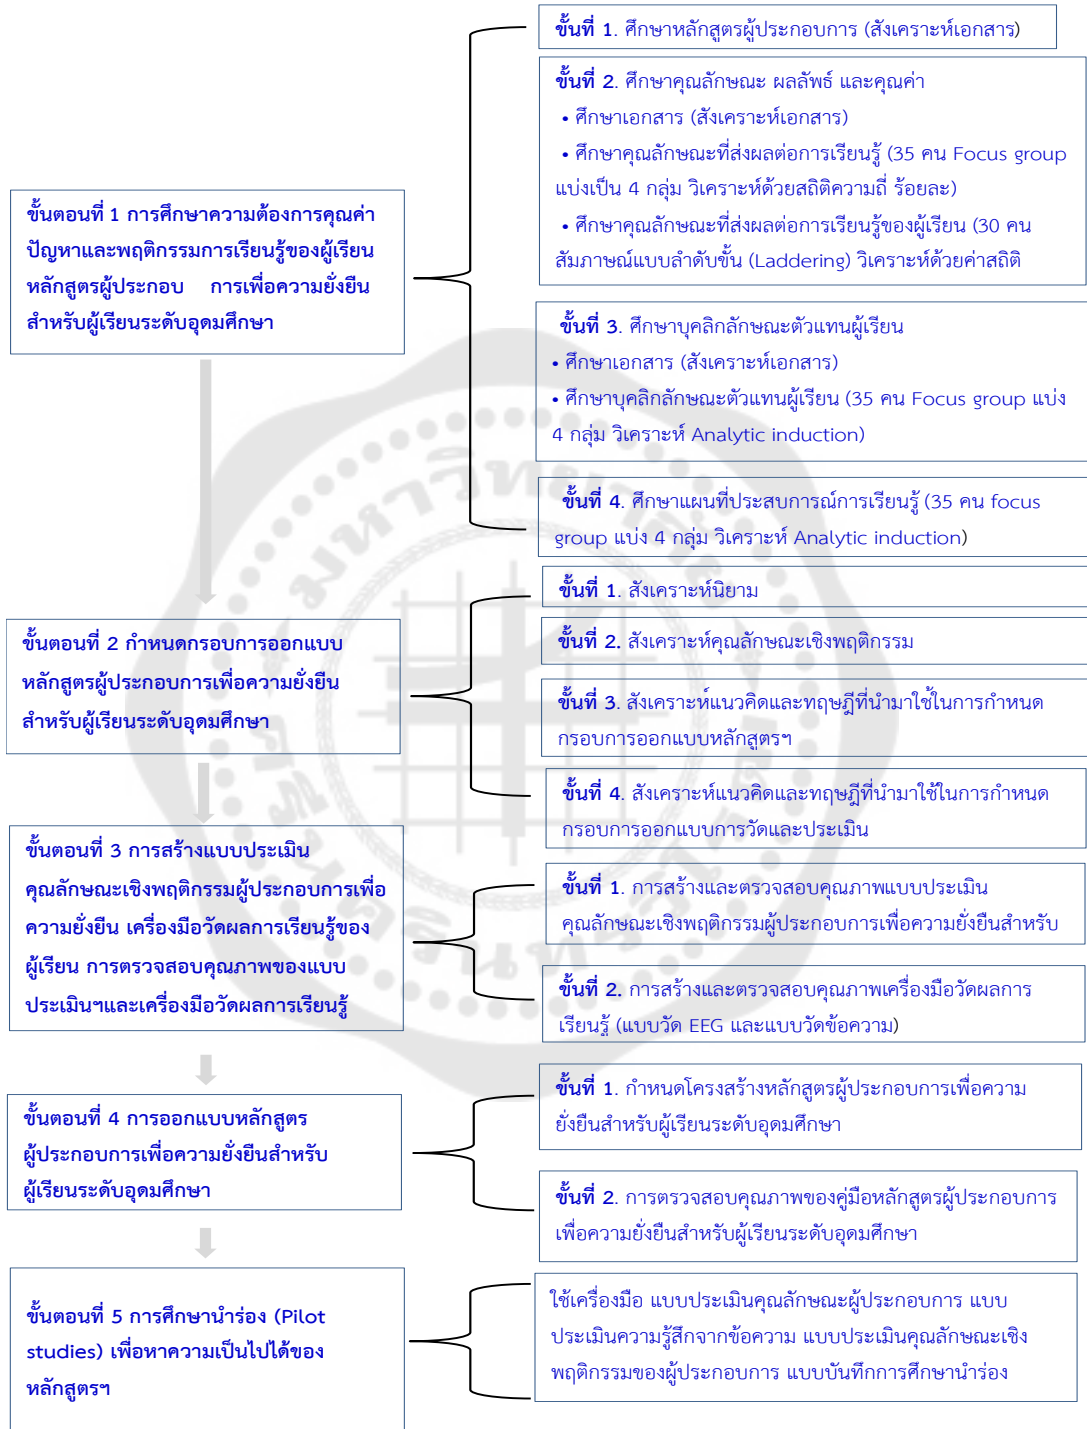 ขั้นตอนที่ 1 การศึกษาความต้องการคุณค่า
ปัญหาและพฤติกรรมการเรียนรู้ของผู้เรียน
หลักสูตรผู้ประกอบ การเพื่อความยั่งยืน
สำหรับผู้เรียนระดับอุดมศึกษา
ขั้นที่ 1. ศึกษาหลักสูตรผู้ประกอบการ (สังเคราะห์เอกสาร)
ขั้นที่ 2. ศึกษาคุณลักษณะ ผลลัพธ์ และคุณค่า
• ศึกษาเอกสาร (สังเคราะห์เอกสาร)
• ศึกษาคุณลักษณะที่ส่งผลต่อการเรียนรู้ (35 คน Focus group
แบ่งเป็น 4 กลุ่ม วิเคราะห์ด้วยสถิติความถี่ ร้อยละ)
• ศึกษาคุณลักษณะที่ส่งผลต่อการเรียนรู้ของผู้เรียน (30 คน
สัมภาษณ์แบบลำดับขั้น (Laddering) วิเคราะห์ด้วยค่าสถิติ
ขั้นที่ 3. ศึกษาบุคลิกลักษณะตัวแทนผู้เรียน
• ศึกษาเอกสาร (สังเคราะห์เอกสาร)
• ศึกษาบุคลิกลักษณะตัวแทนผู้เรียน (35 คน Focus group แบ่ง
4 กลุ่ม วิเคราะห์ Analytic induction)
ขั้นที่ 4. ศึกษาแผนที่ประสบการณ์การเรียนรู้ (35 คน focus
group แบ่ง 4 กลุ่ม วิเคราะห์ Analytic induction)
ขั้นตอนที่ 2 กำหนดกรอบการออกแบบ
หลักสูตรผู้ประกอบการเพื่อความยั่งยืน
สำหรับผู้เรียนระดับอุดมศึกษา
ขั้นที่ 1. สังเคราะห์นิยาม
ขั้นที่ 2. สังเคราะห์คุณลักษณะเชิงพฤติกรรม
ขั้นที่ 3. สังเคราะห์แนวคิดและทฤษฎีที่นำมาใช้ในการกำหนด
กรอบการออกแบบหลักสูตรฯ
ขั้นที่ 4. สังเคราะห์แนวคิดและทฤษฎีที่นำมาใช้ในการกำหนด
กรอบการออกแบบการวัดและประเมิน
ขั้นตอนที่ 3 การสร้างแบบประเมิน
คุณลักษณะเชิงพฤติกรรมผู้ประกอบการเพื่อ
ความยั่งยืน เครื่องมือวัดผลการเรียนรู้ของ
ผู้เรียน การตรวจสอบคุณภาพของแบบ
ประเมินฯและเครื่องมือวัดผลการเรียนรู้
ขั้นที่ 1. การสร้างและตรวจสอบคุณภาพแบบประเมิน
คุณลักษณะเชิงพฤติกรรมผู้ประกอบการเพื่อความยั่งยืนสำหรับ
ขั้นที่ 2. การสร้างและตรวจสอบคุณภาพเครื่องมือวัดผลการ
เรียนรู้ (แบบวัด EEG และแบบวัดข้อความ)
ขั้นตอนที่ 4 การออกแบบหลักสูตร
ผู้ประกอบการเพื่อความยั่งยืนสำหรับ
ผู้เรียนระดับอุดมศึกษา
ขั้นที่ 1. กำหนดโครงสร้างหลักสูตรผู้ประกอบการเพื่อความ
ยั่งยืนสำหรับผู้เรียนระดับอุดมศึกษา
ขั้นที่ 2. การตรวจสอบคุณภาพของคู่มือหลักสูตรผู้ประกอบการ
เพื่อความยั่งยืนสำหรับผู้เรียนระดับอุดมศึกษา
ขั้นตอนที่ 5 การศึกษานำร่อง (Pilot
studies) เพื่อหาความเป็นไปได้ของ
หลักสูตรฯ
ใช้เครื่องมือ แบบประเมินคุณลักษณะผู้ประกอบการ แบบ
ประเมินความรู้สึกจากข้อความ แบบประเมินคุณลักษณะเชิง
พฤติกรรมของผู้ประกอบการ แบบบันทึกการศึกษานำร่อง
มหาวิทยาลัย
ศรีนครินทรวิโรฒ